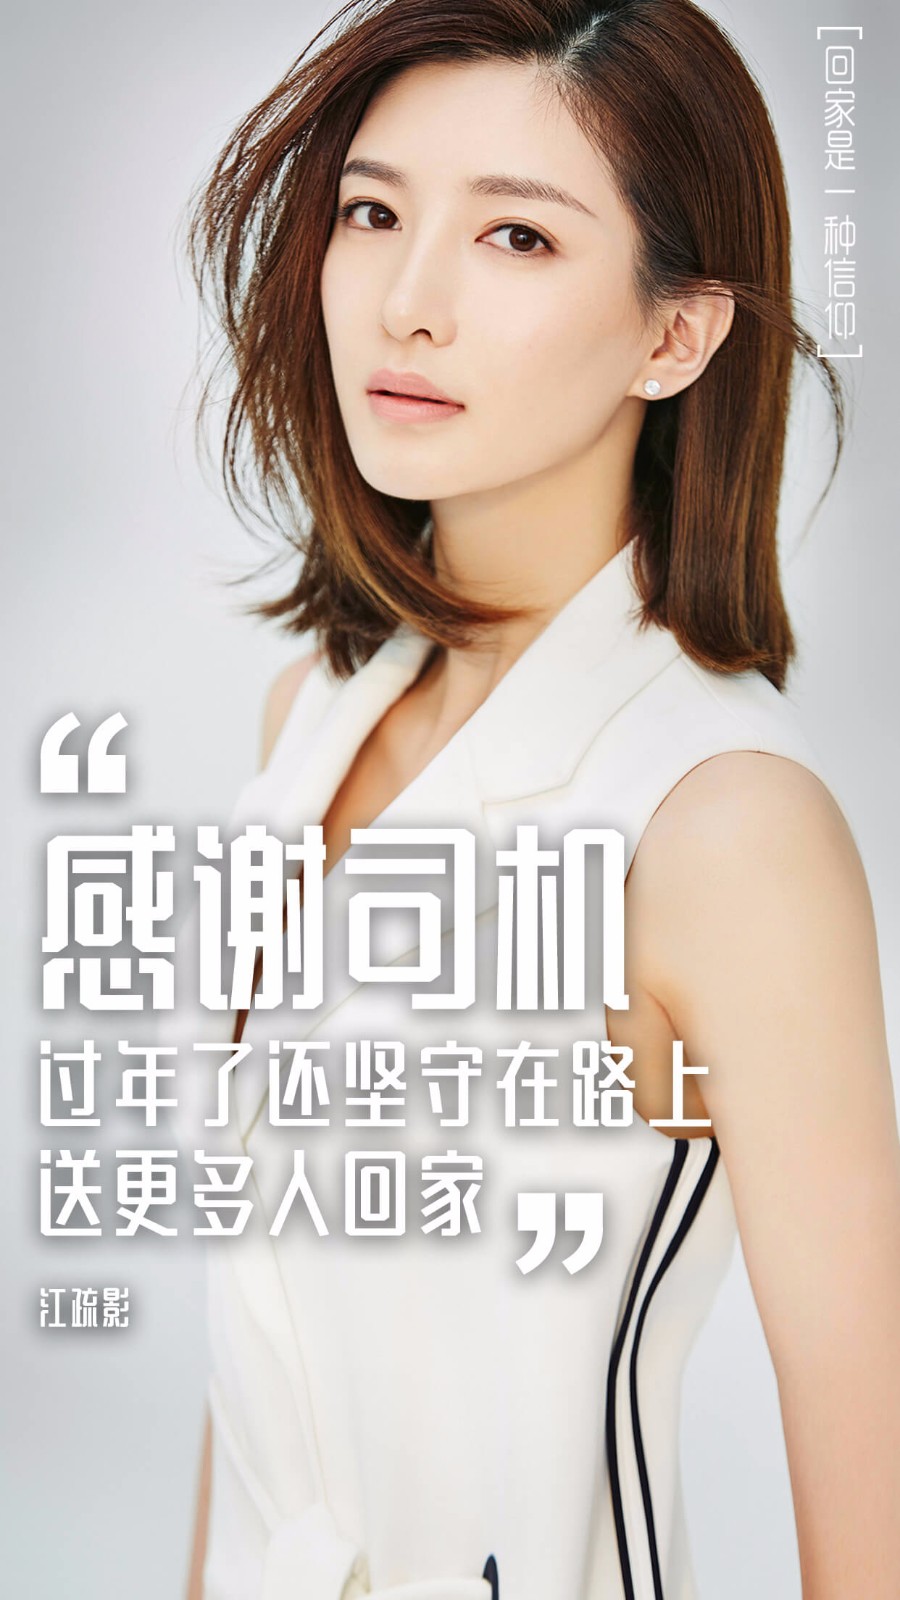 [回家是一种信仰]
“
感谢司机
过年了还坚守在路上
送更多人回家”
江疏影